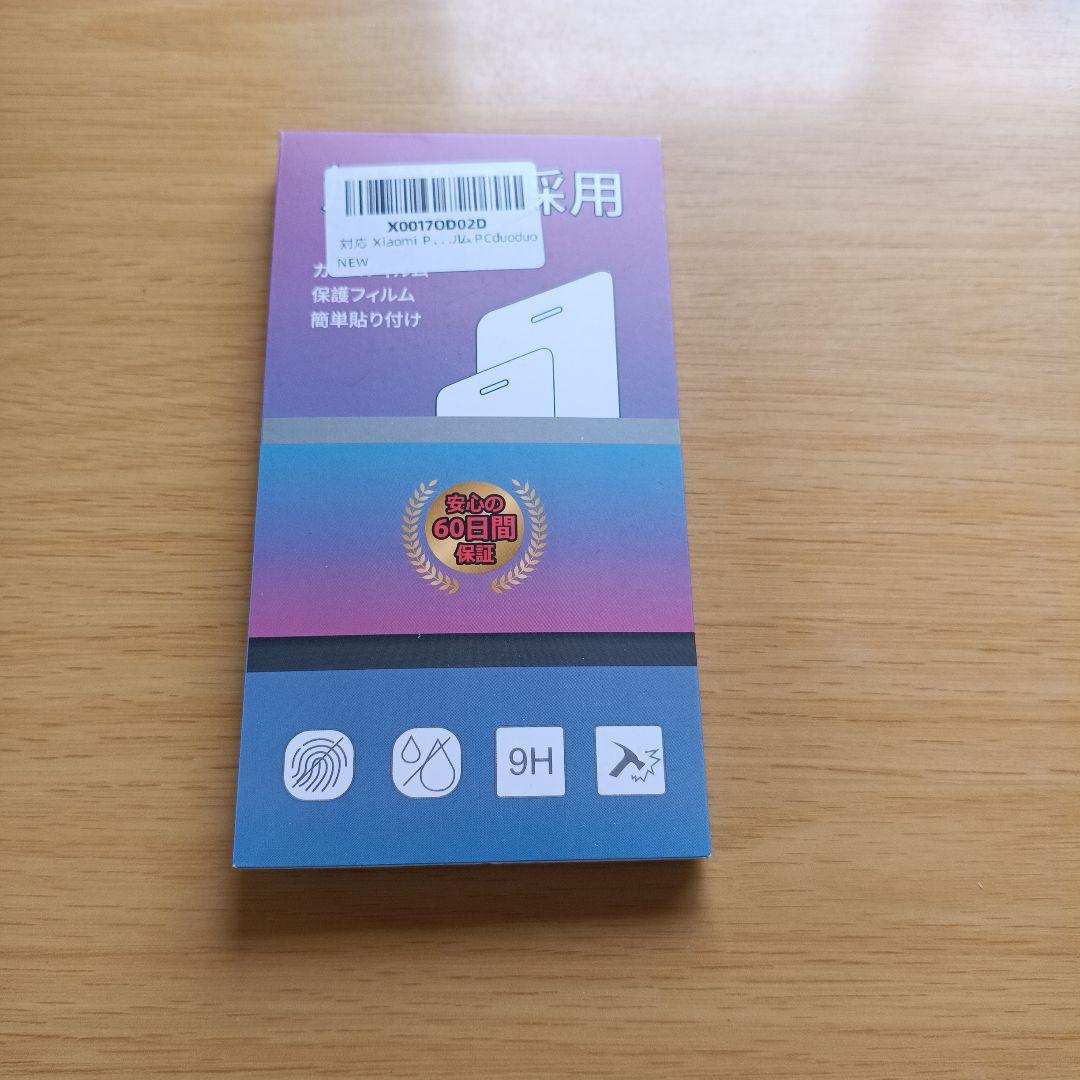 採用
X0017OD02D
対応 Xiaomi P...ルム PCduoduo
NEW
保護フィルム
簡単貼り付け
安心の
60日間
保証
9H